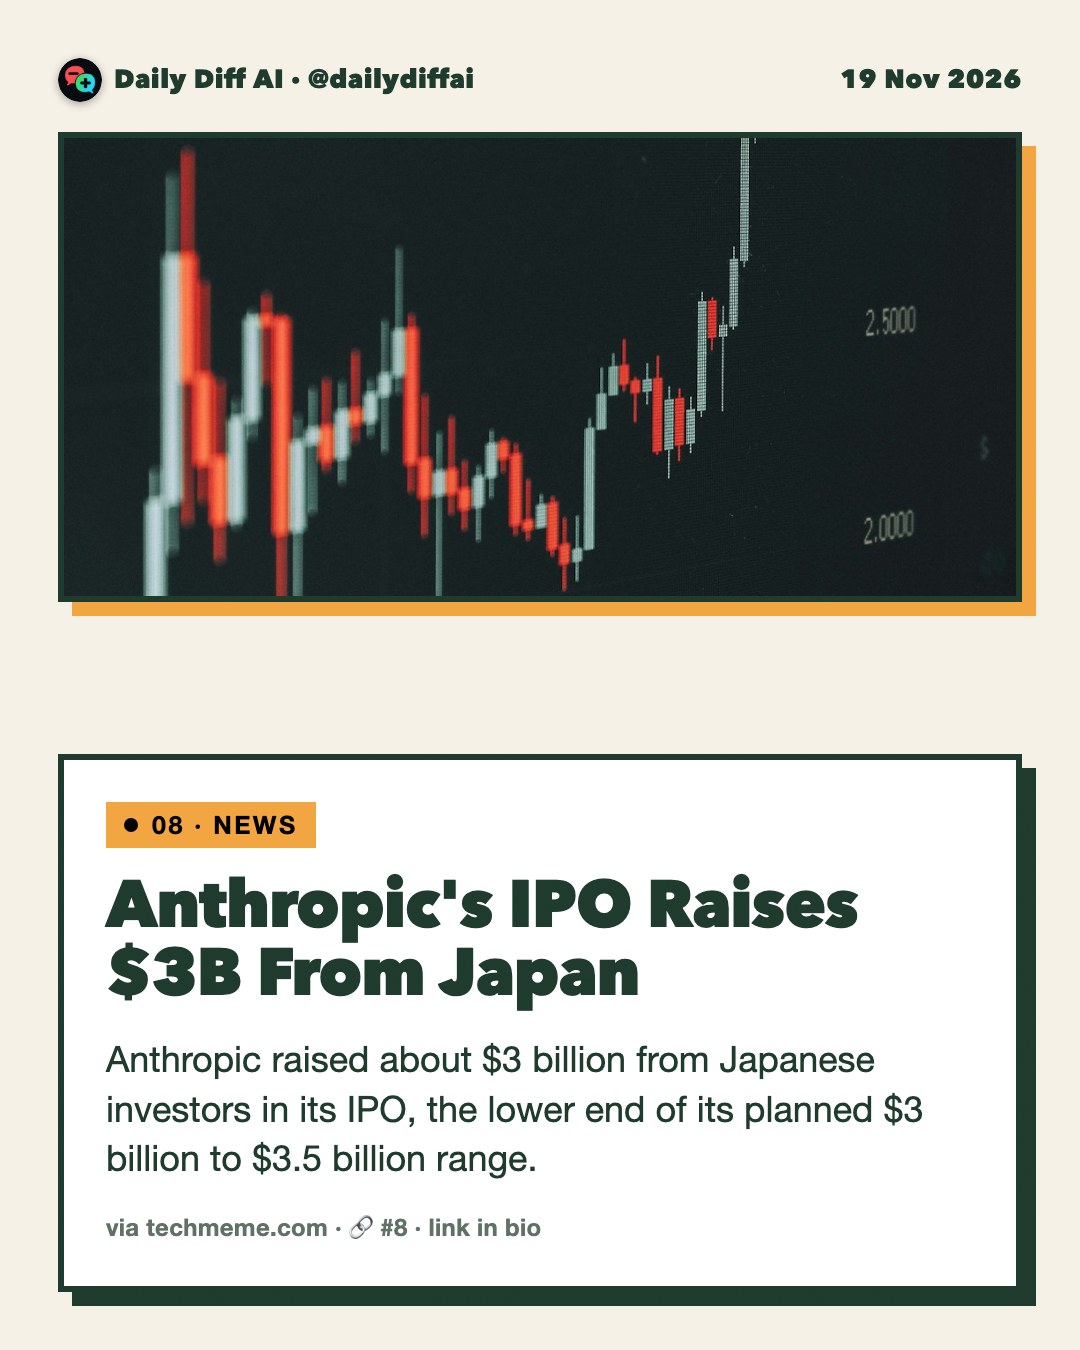 Daily Diff AI · @dailydiffai
19 Nov 2026
2.5000
$
2.0000
08 · NEWS
Anthropic's IPO Raises
$3B From Japan
Anthropic raised about $3 billion from Japanese
investors in its IPO, the lower end of its planned $3
billion to $3.5 billion range.
via techmeme.com · 🔗 #8 · link in bio